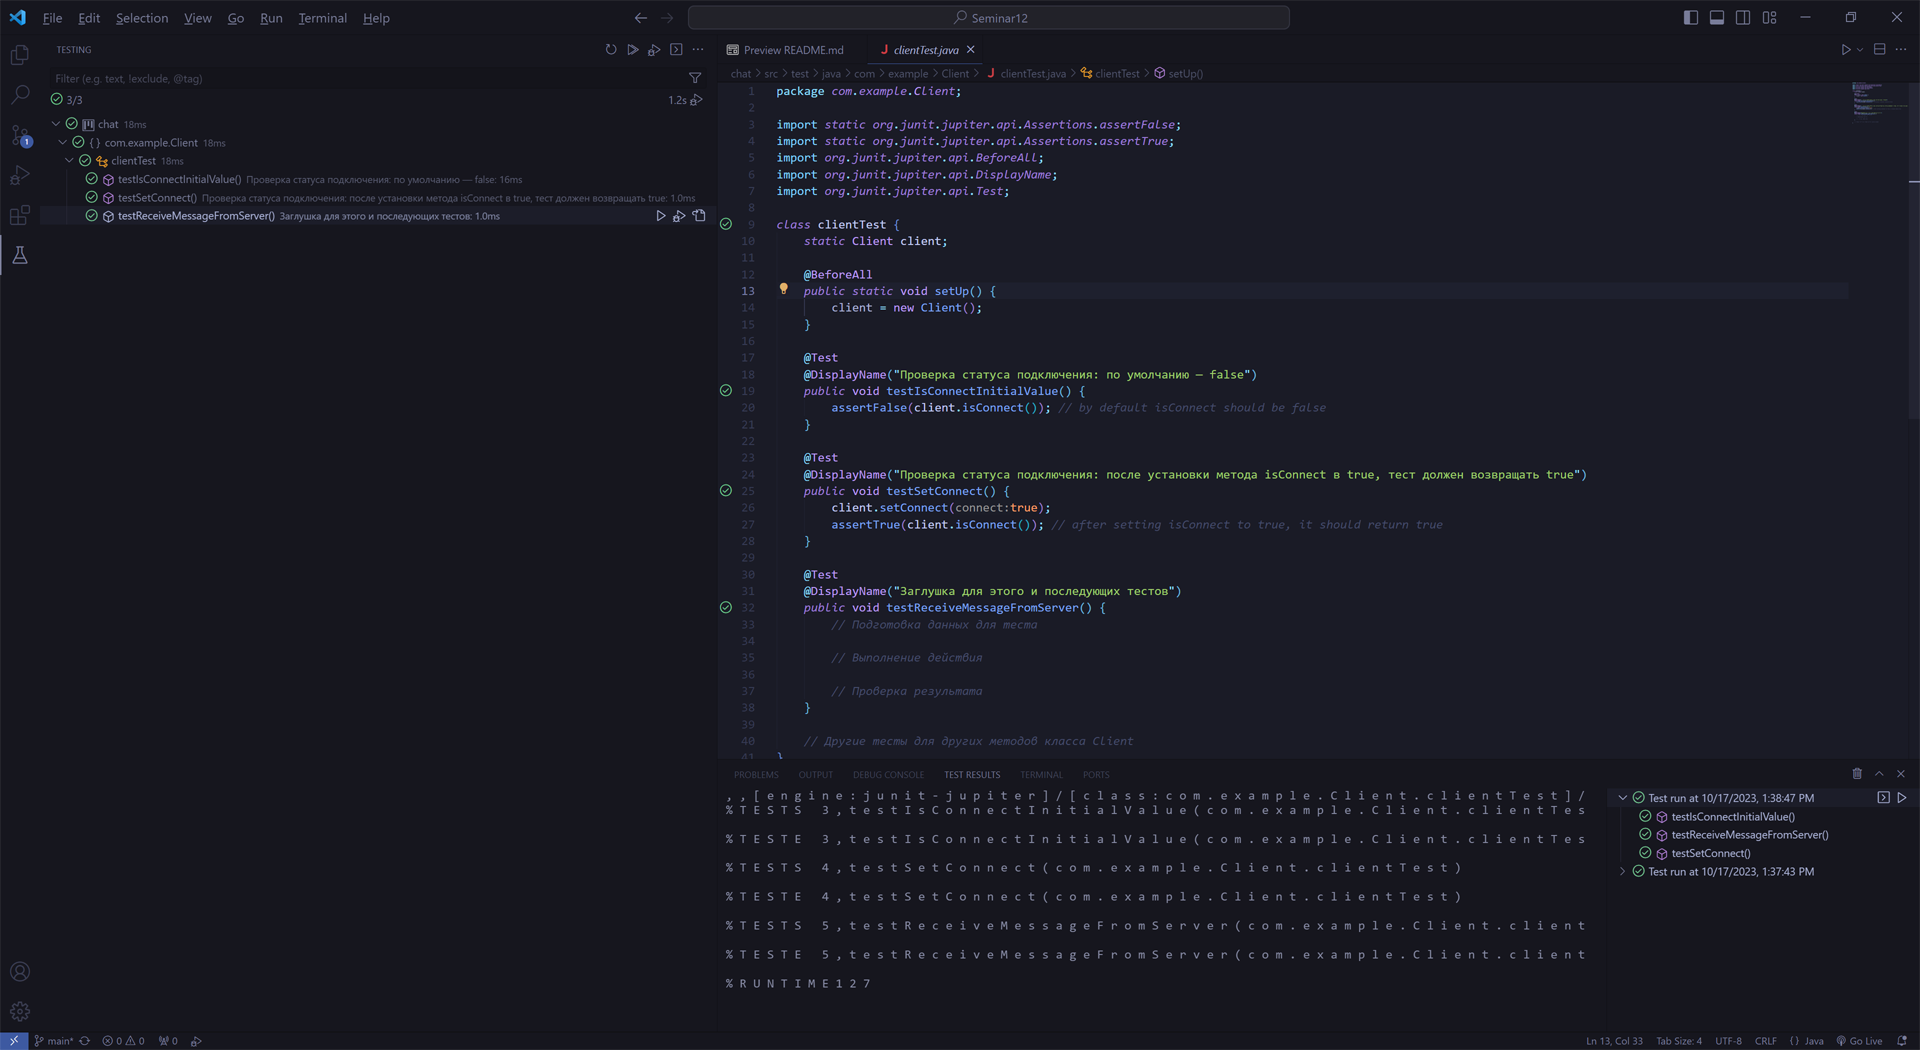 File Edit Selection View Go Run Terminal Help
Seminar12
TESTING
Filter (e.g. text, !exclude, @tag)
3/3
1.2s
chat 18ms
{ } com.example.Client 18ms
clientTest 18ms
testIsConnectInitialValue() Проверка статуса подключения: по умолчанию — false: 16ms
testSetConnect() Проверка статуса подключения: после установки метода isConnect в true, тест должен возвращать true: 1.0ms
testReceiveMessageFromServer() Заглушка для этого и последующих тестов: 1.0ms
1
Preview README.md
J clientTest.java
chat > src > test > java > com > example > Client > J clientTest.java > clientTest > setUp()
1 package com.example.Client;
2
3 import static org.junit.jupiter.api.Assertions.assertFalse;
4 import static org.junit.jupiter.api.Assertions.assertTrue;
5 import org.junit.jupiter.api.BeforeAll;
6 import org.junit.jupiter.api.DisplayName;
7 import org.junit.jupiter.api.Test;
8
9 class clientTest {
10 static Client client;
11
12 @BeforeAll
13 public static void setUp() {
14 client = new Client();
15 }
16
17 @Test
18 @DisplayName("Проверка статуса подключения: по умолчанию — false")
19 public void testIsConnectInitialValue() {
20 assertFalse(client.isConnect()); // by default isConnect should be false
21 }
22
23 @Test
24 @DisplayName("Проверка статуса подключения: после установки метода isConnect в true, тест должен возвращать true")
25 public void testSetConnect() {
26 client.setConnect(connect:true);
27 assertTrue(client.isConnect()); // after setting isConnect to true, it should return true
28 }
29
30 @Test
31 @DisplayName("Заглушка для этого и последующих тестов")
32 public void testReceiveMessageFromServer() {
33 // Подготовка данных для теста
34
35 // Выполнение действия
36
37 // Проверка результата
38 }
39
40 // Другие тесты для других методов класса Client
41 }
PROBLEMS OUTPUT DEBUG CONSOLE TEST RESULTS TERMINAL PORTS
,,[engine:junit-jupiter]/[class:com.example.Client.clientTest]/
%TESTS 3,testIsConnectInitialValue(com.example.Client.clientTes
%TESTE 3,testIsConnectInitialValue(com.example.Client.clientTes
%TESTS 4,testSetConnect(com.example.Client.clientTest)
%TESTE 4,testSetConnect(com.example.Client.clientTest)
%TESTS 5,testReceiveMessageFromServer(com.example.Client.client
%TESTE 5,testReceiveMessageFromServer(com.example.Client.client
%RUNTIME127
Test run at 10/17/2023, 1:38:47 PM
testIsConnectInitialValue()
testReceiveMessageFromServer()
testSetConnect()
Test run at 10/17/2023, 1:37:43 PM
main* 0 0 0
Ln 13, Col 33 Tab Size: 4 UTF-8 CRLF { } Java Go Live